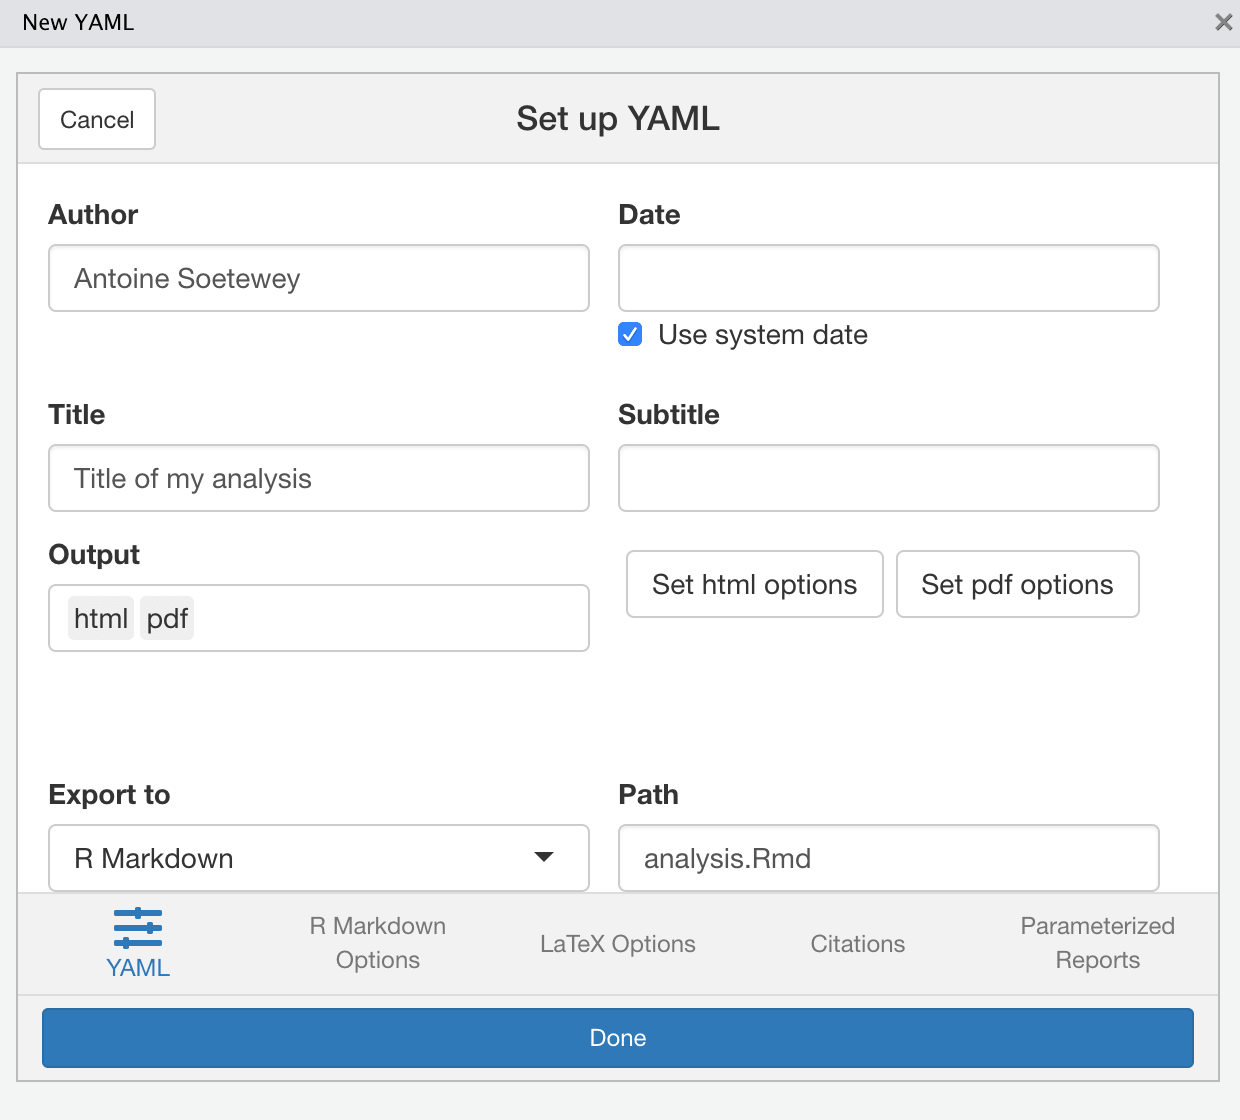 New YAML
Cancel
Set up YAML
Author
Date
Antoine Soetewey
Use system date
Title
Subtitle
Title of my analysis
Output
html pdf
Set html options
Set pdf options
Export to
Path
R Markdown
analysis.Rmd
YAML
R Markdown
Options
LaTeX Options
Citations
Parameterized
Reports
Done